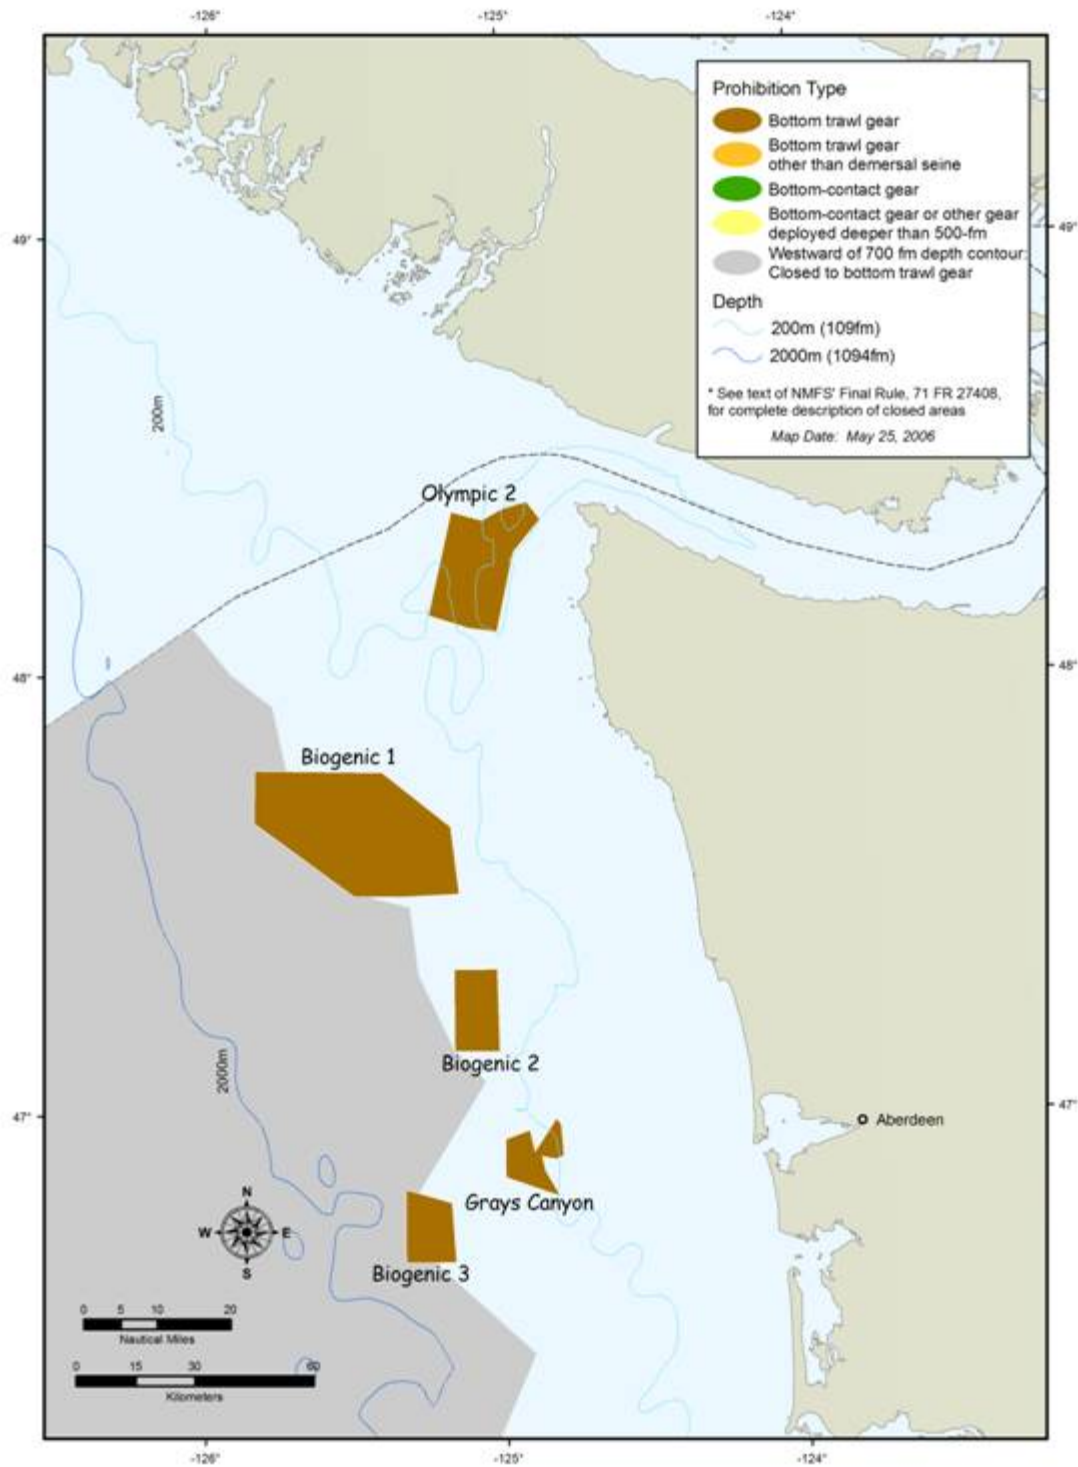 -126°
-125°
-124°
Prohibition Type
Bottom trawl gear
Bottom trawl gear
other than demersal seine
Bottom-contact gear
Bottom-contact gear or other gear
deployed deeper than 500-fm
Westward of 700 fm depth contour:
Closed to bottom trawl gear
Depth
200m (109fm)
2000m (1094fm)
* See text of NMFS' Final Rule, 71 FR 27408,
for complete description of closed areas
Map Date: May 25, 2006
49°
49°
200m
Olympic 2
48°
48°
Biogenic 1
2000m
Biogenic 2
47°
47°
Aberdeen
Grays Canyon
N
W
E
S
Biogenic 3
0 5 10 20
Nautical Miles
0 15 30 60
Kilometers
-126°
-125°
-124°